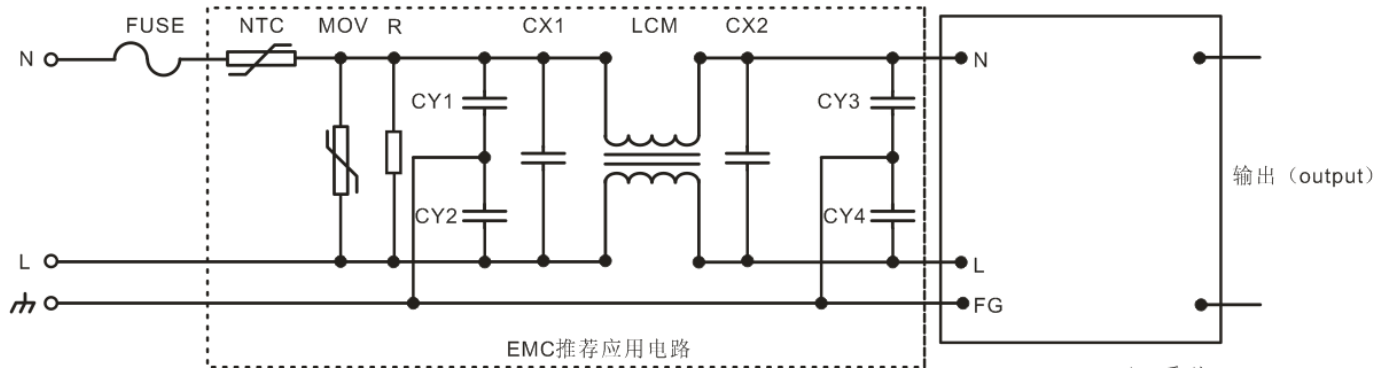 FUSE NTC MOV R CX1 LCM CX2
N N
CY1 CY3
输出（output）
CY2 CY4
L L
FG
EMC推荐应用电路